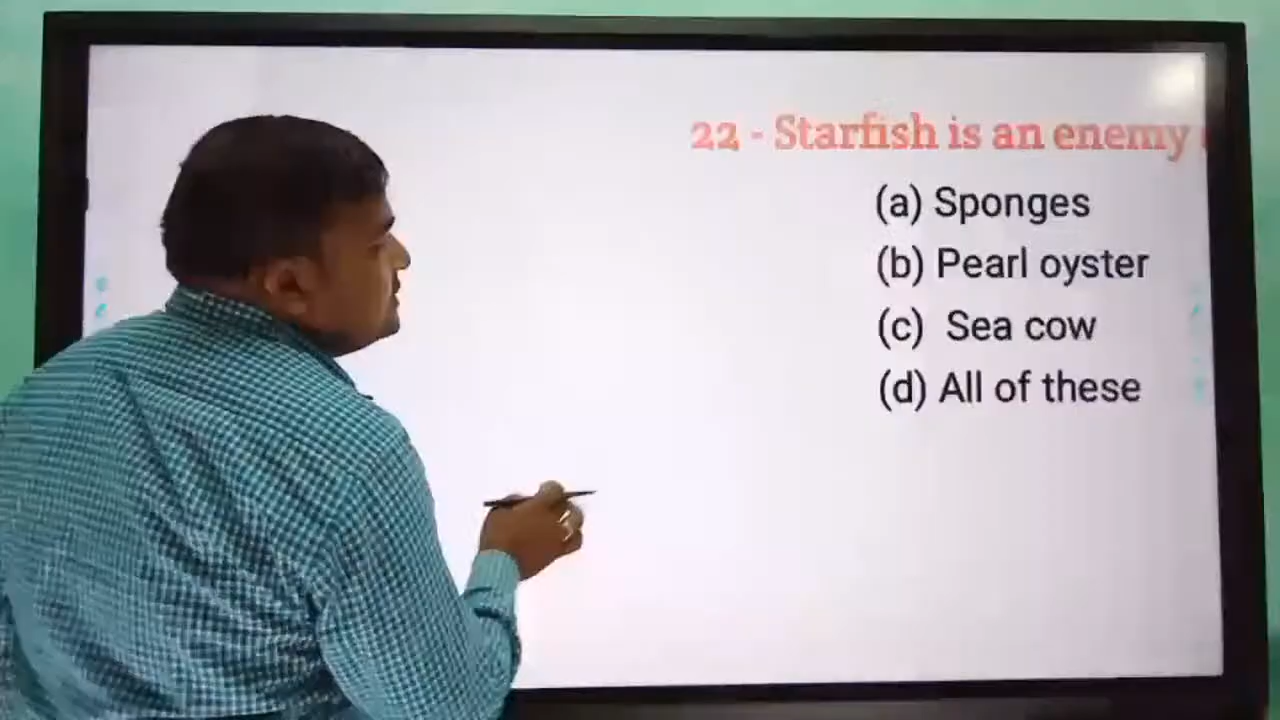 22 - Starfish is an enemy
(a) Sponges
(b) Pearl oyster
(c) Sea cow
(d) All of these